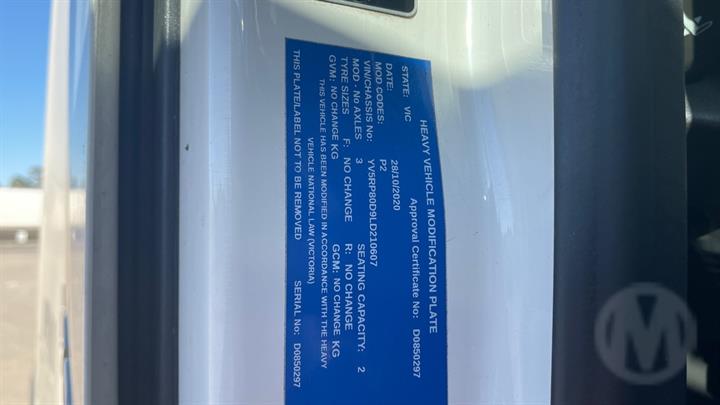 HEAVY VEHICLE MODIFICATION PLATE
STATE: VIC Approval Certificate No: D0850297
DATE: 28/10/2020
MOD CODES: P2
VIN/CHASSIS No: YV5RP80D9LD210607
MOD - No AXLES 3 SEATING CAPACITY: 2
TYRE SIZES F: NO CHANGE R: NO CHANGE
GVM: NO CHANGE KG GCM: NO CHANGE KG
THIS VEHICLE HAS BEEN MODIFIED IN ACCORDANCE WITH THE HEAVY
VEHICLE NATIONAL LAW (VICTORIA)
THIS PLATE/LABEL NOT TO BE REMOVED SERIAL No: D0850297
M